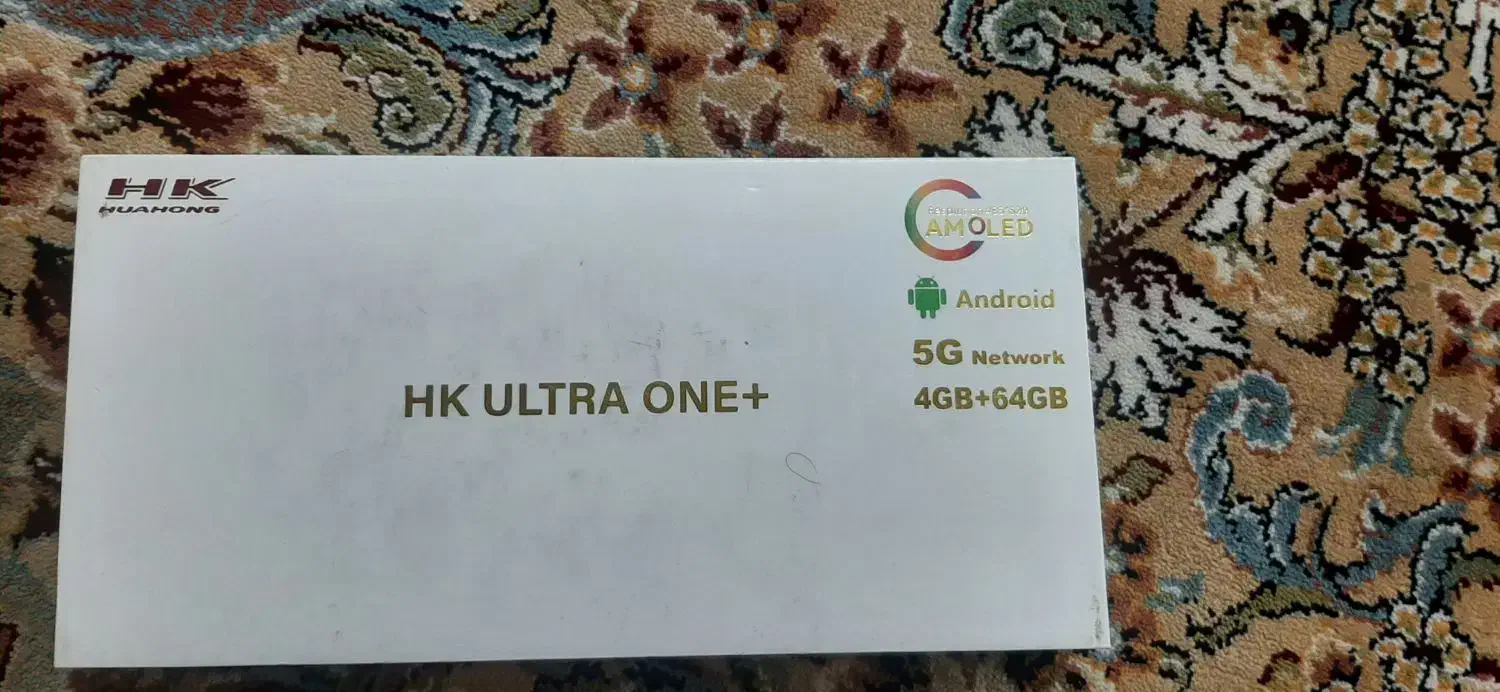 HK
HUAHONG
AMOLED
Android
5G Network
4GB+64GB
HK ULTRA ONE+